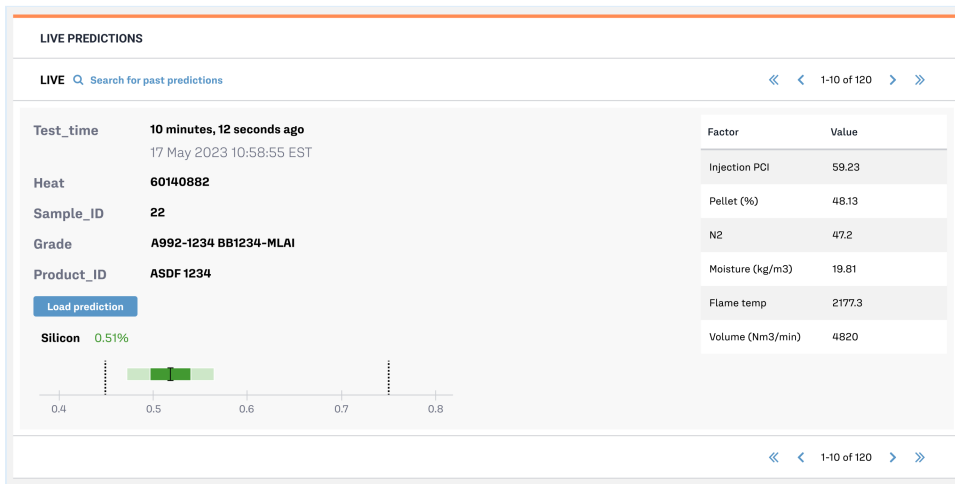 LIVE PREDICTIONS
LIVE Search for past predictions 1-10 of 120
Test_time 10 minutes, 12 seconds ago
17 May 2023 10:58:55 EST
Heat 60140882
Sample_ID 22
Grade A992-1234 BB1234-MLAI
Product_ID ASDF 1234
Load prediction
Silicon 0.51%
0.4 0.5 0.6 0.7 0.8
Factor Value
Injection PCI 59.23
Pellet (%) 48.13
N2 47.2
Moisture (kg/m3) 19.81
Flame temp 2177.3
Volume (Nm3/min) 4820
1-10 of 120